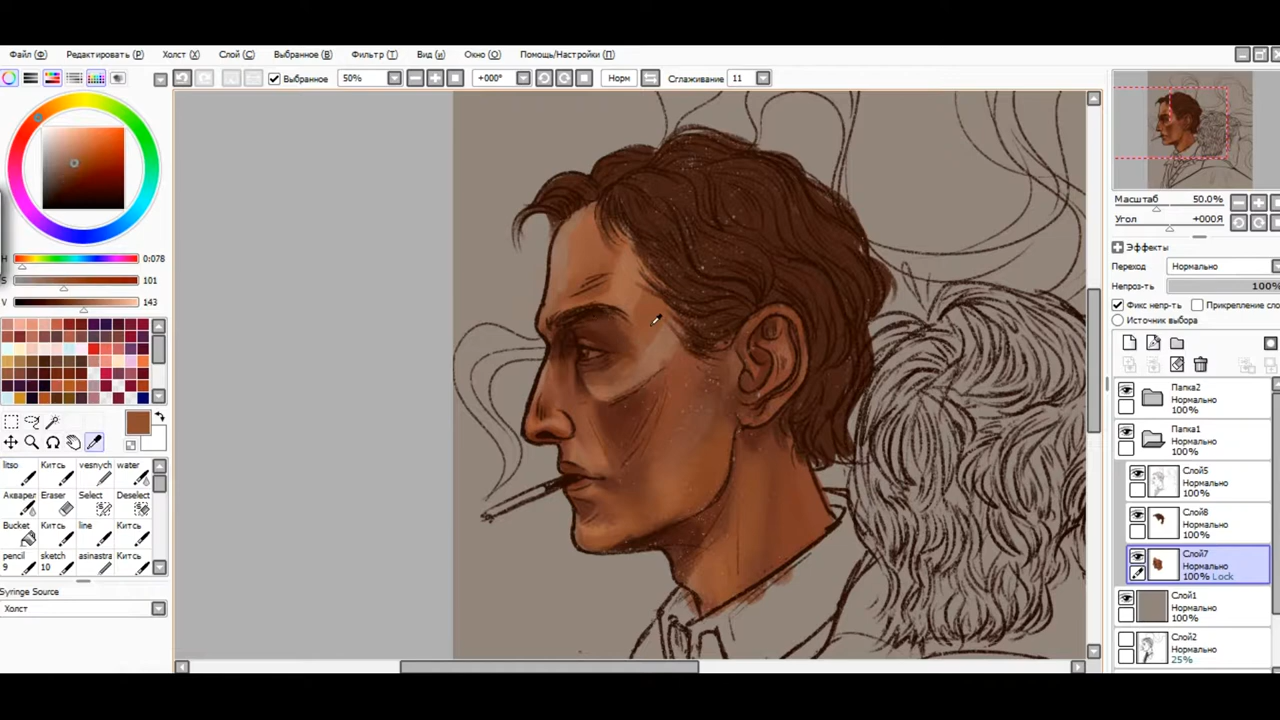 Файл (Ф) Редактировать (P) Холст (X) Слой (C) Выбранное (B) Фильтр (T) Вид (и) Окно (O) Помощь/Настройки (П)
Выбранное 50% +000° Норм Сглаживание 11
H 0:078
S 101
V 143
litso Китсь vesnych water
Акварел Eraser Select Deselect
Bucket Китсь line Китсь
pencil sketch asinastra Китсь
9 10
Syringe Source
Холст
Масштаб 50.0%
Угол +000Я
Эффекты
Переход Нормально
Непроз-ть 100%
Фикс непр-ть Прикрепление сло
Источник выбора
Папка2
Нормально
100%
Папка1
Нормально
100%
Слой5
Нормально
100%
Слой8
Нормально
100%
Слой7
Нормально
100% Lock
Слой1
Нормально
100%
Слой2
Нормально
25%